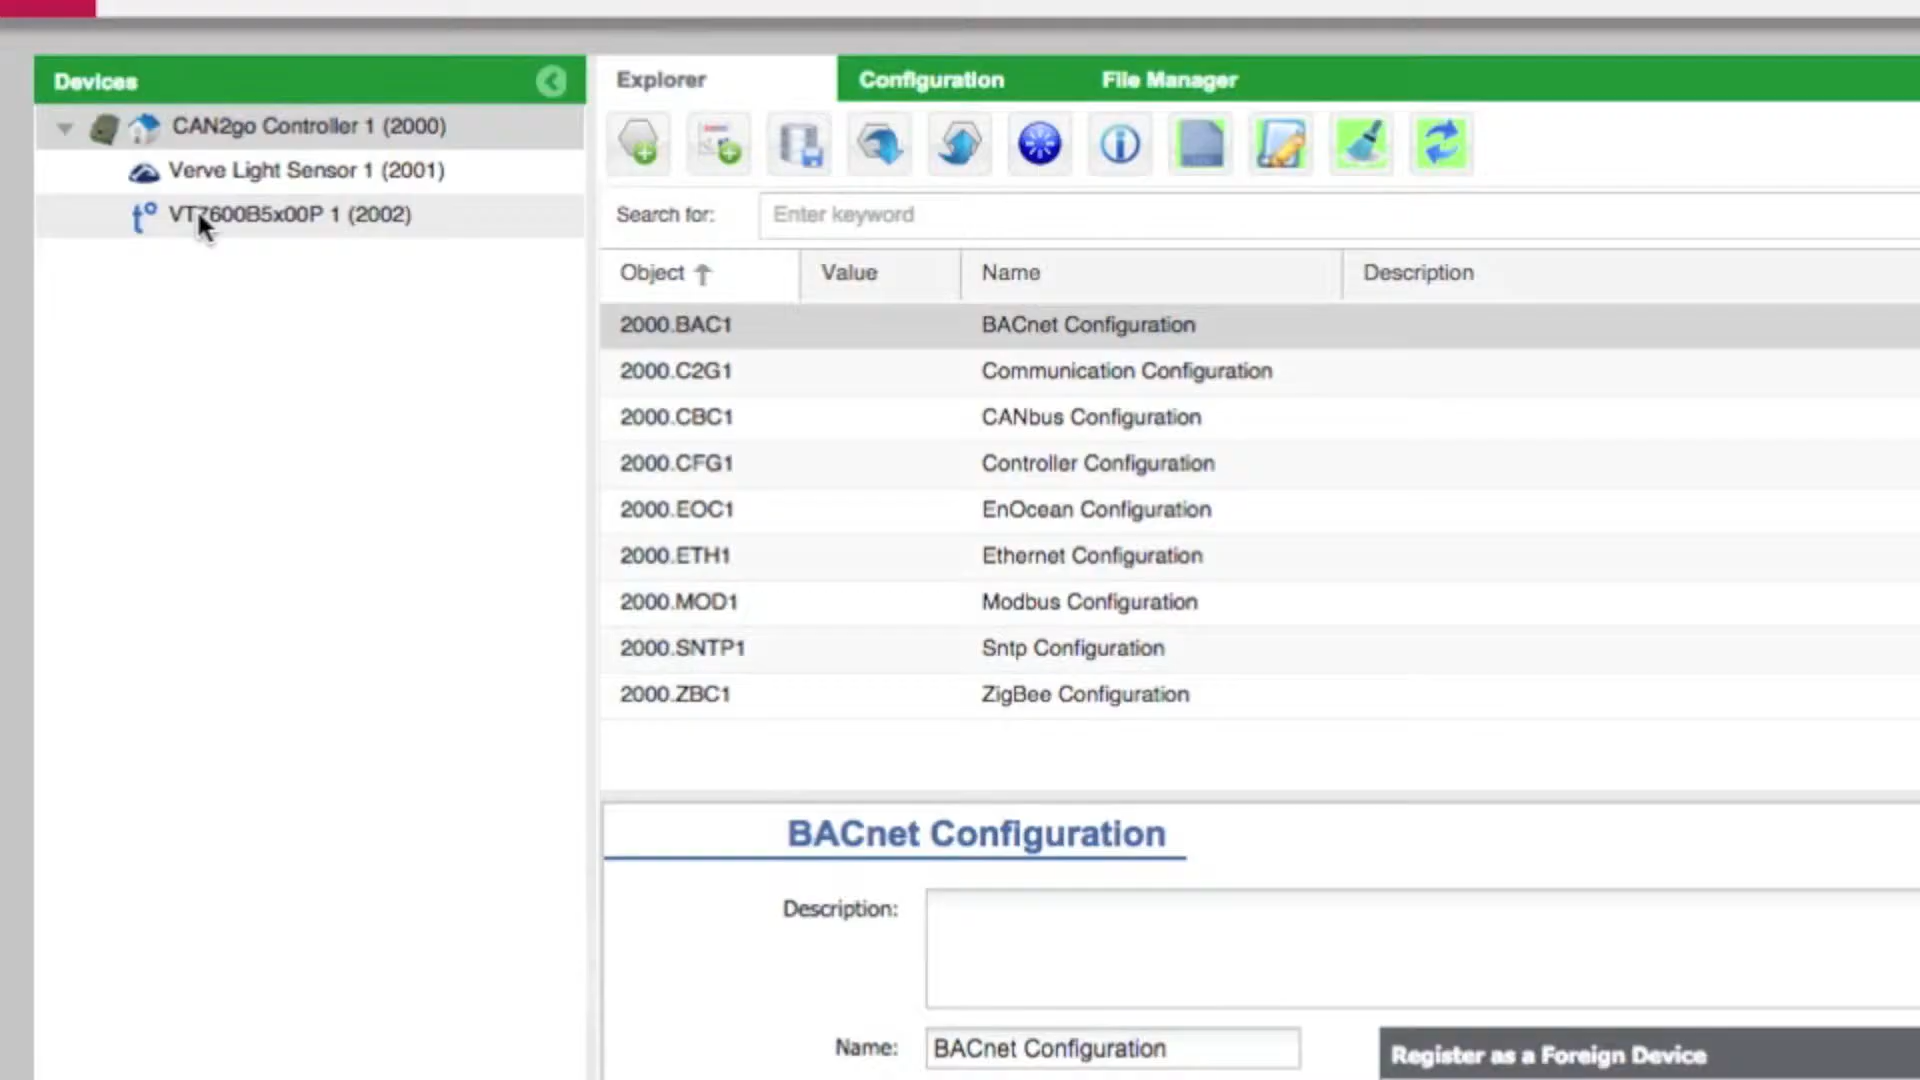 Devices
CAN2go Controller 1 (2000)
Verve Light Sensor 1 (2001)
VT7600B5x00P 1 (2002)
Explorer
Configuration
File Manager
Search for:
Enter keyword
Object
Value
Name
Description
2000.BAC1
BACnet Configuration
2000.C2G1
Communication Configuration
2000.CBC1
CANbus Configuration
2000.CFG1
Controller Configuration
2000.EOC1
EnOcean Configuration
2000.ETH1
Ethernet Configuration
2000.MOD1
Modbus Configuration
2000.SNTP1
Sntp Configuration
2000.ZBC1
ZigBee Configuration
BACnet Configuration
Description:
Name:
BACnet Configuration
Register as a Foreign Device